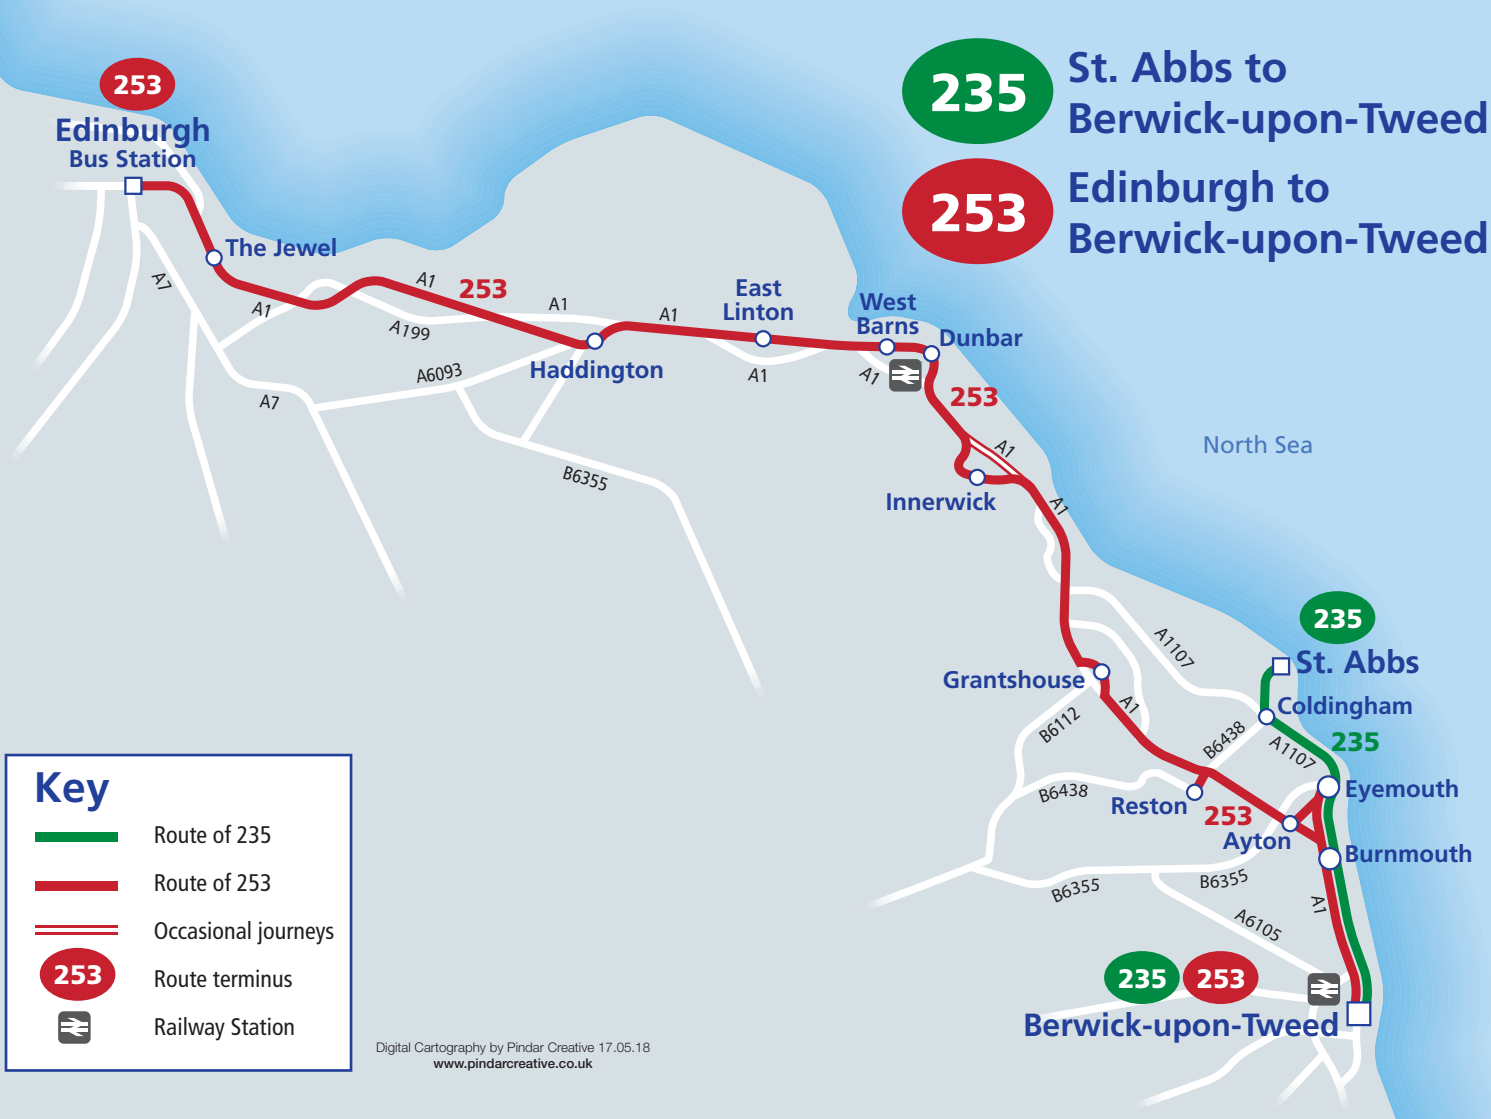 253
Edinburgh
Bus Station
235
St. Abbs to
Berwick-upon-Tweed
253
Edinburgh to
Berwick-upon-Tweed
The Jewel
A7
A1
A1
253
A199
A1
A1
East
Linton
West
Barns
Dunbar
Haddington
A6093
A1
A1
A7
253
B6355
A1
Innerwick
A1
North Sea
235
St. Abbs
A1107
Grantshouse
Coldingham
A1
B6112
B6438
A1107
235
Eyemouth
B6438
Reston
253
Ayton
Burnmouth
B6355
B6355
A1
A6105
235
253
Berwick-upon-Tweed
Key
Route of 235
Route of 253
Occasional journeys
253
Route terminus
Railway Station
Digital Cartography by Pindar Creative 17.05.18
www.pindarcreative.co.uk